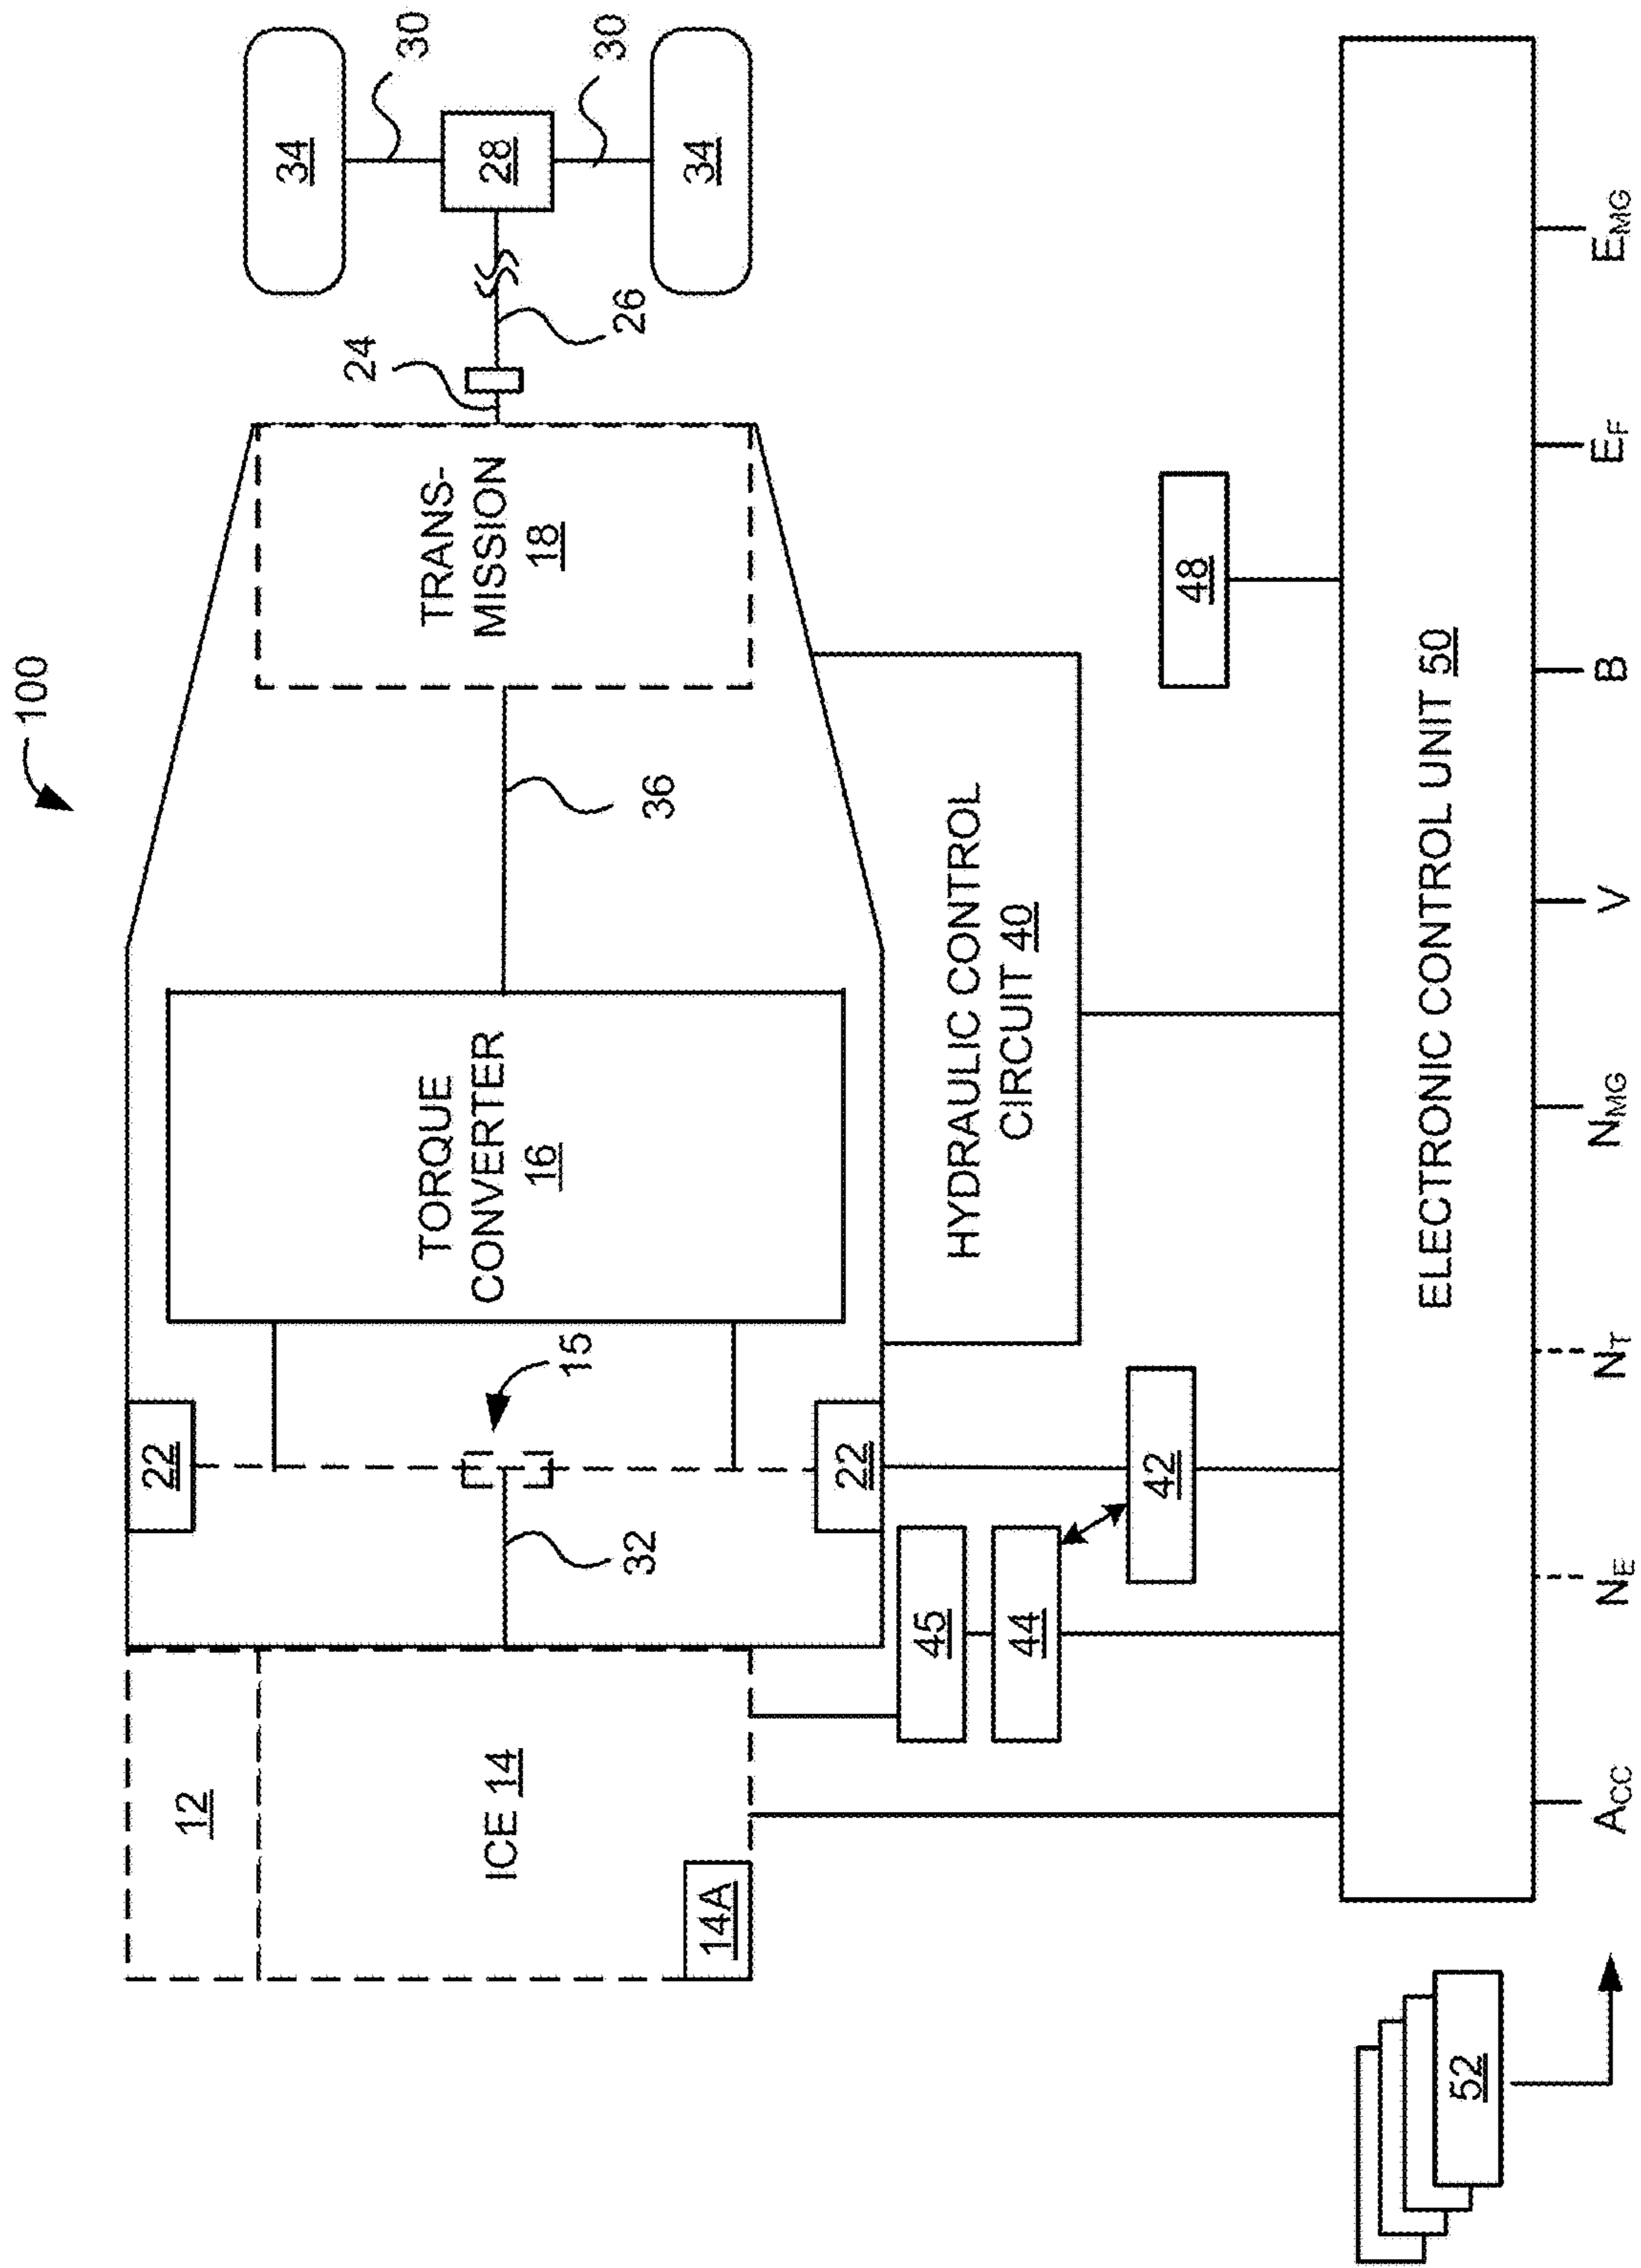 100
34
30
28
30
34
24
26
TRANS-
MISSION
18
36
TORQUE
CONVERTER
16
15
22
22
32
12
ICE 14
14A
HYDRAULIC CONTROL
CIRCUIT 40
48
42
45
44
ELECTRONIC CONTROL UNIT 50
52
ACC
NE
NT
NMG
V
B
EF
EMG